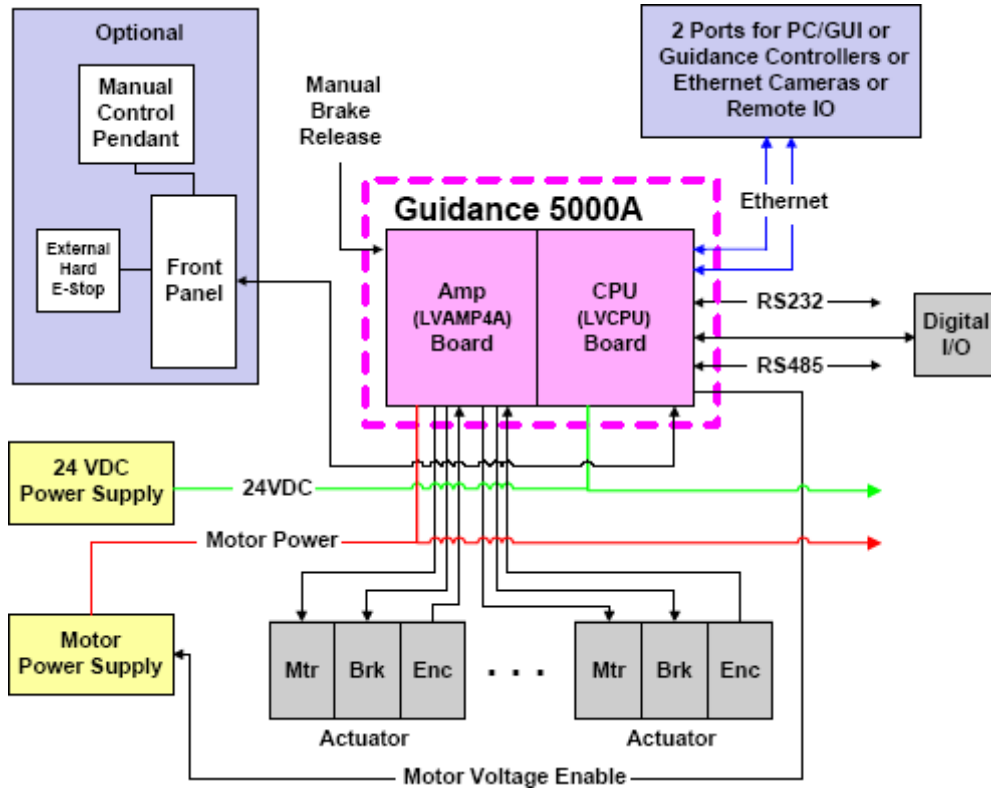 Optional
Manual
Control
Pendant
External
Hard
E-Stop
Front
Panel
Manual
Brake
Release
2 Ports for PC/GUI or
Guidance Controllers or
Ethernet Cameras or
Remote IO
Ethernet
Guidance 5000A
Amp
(LVAMP4A)
Board
CPU
(LVCPU)
Board
RS232
RS485
Digital
I/O
24 VDC
Power Supply
24VDC
Motor Power
Motor
Power Supply
Mtr
Brk
Enc
. . .
Mtr
Brk
Enc
Actuator
Actuator
Motor Voltage Enable